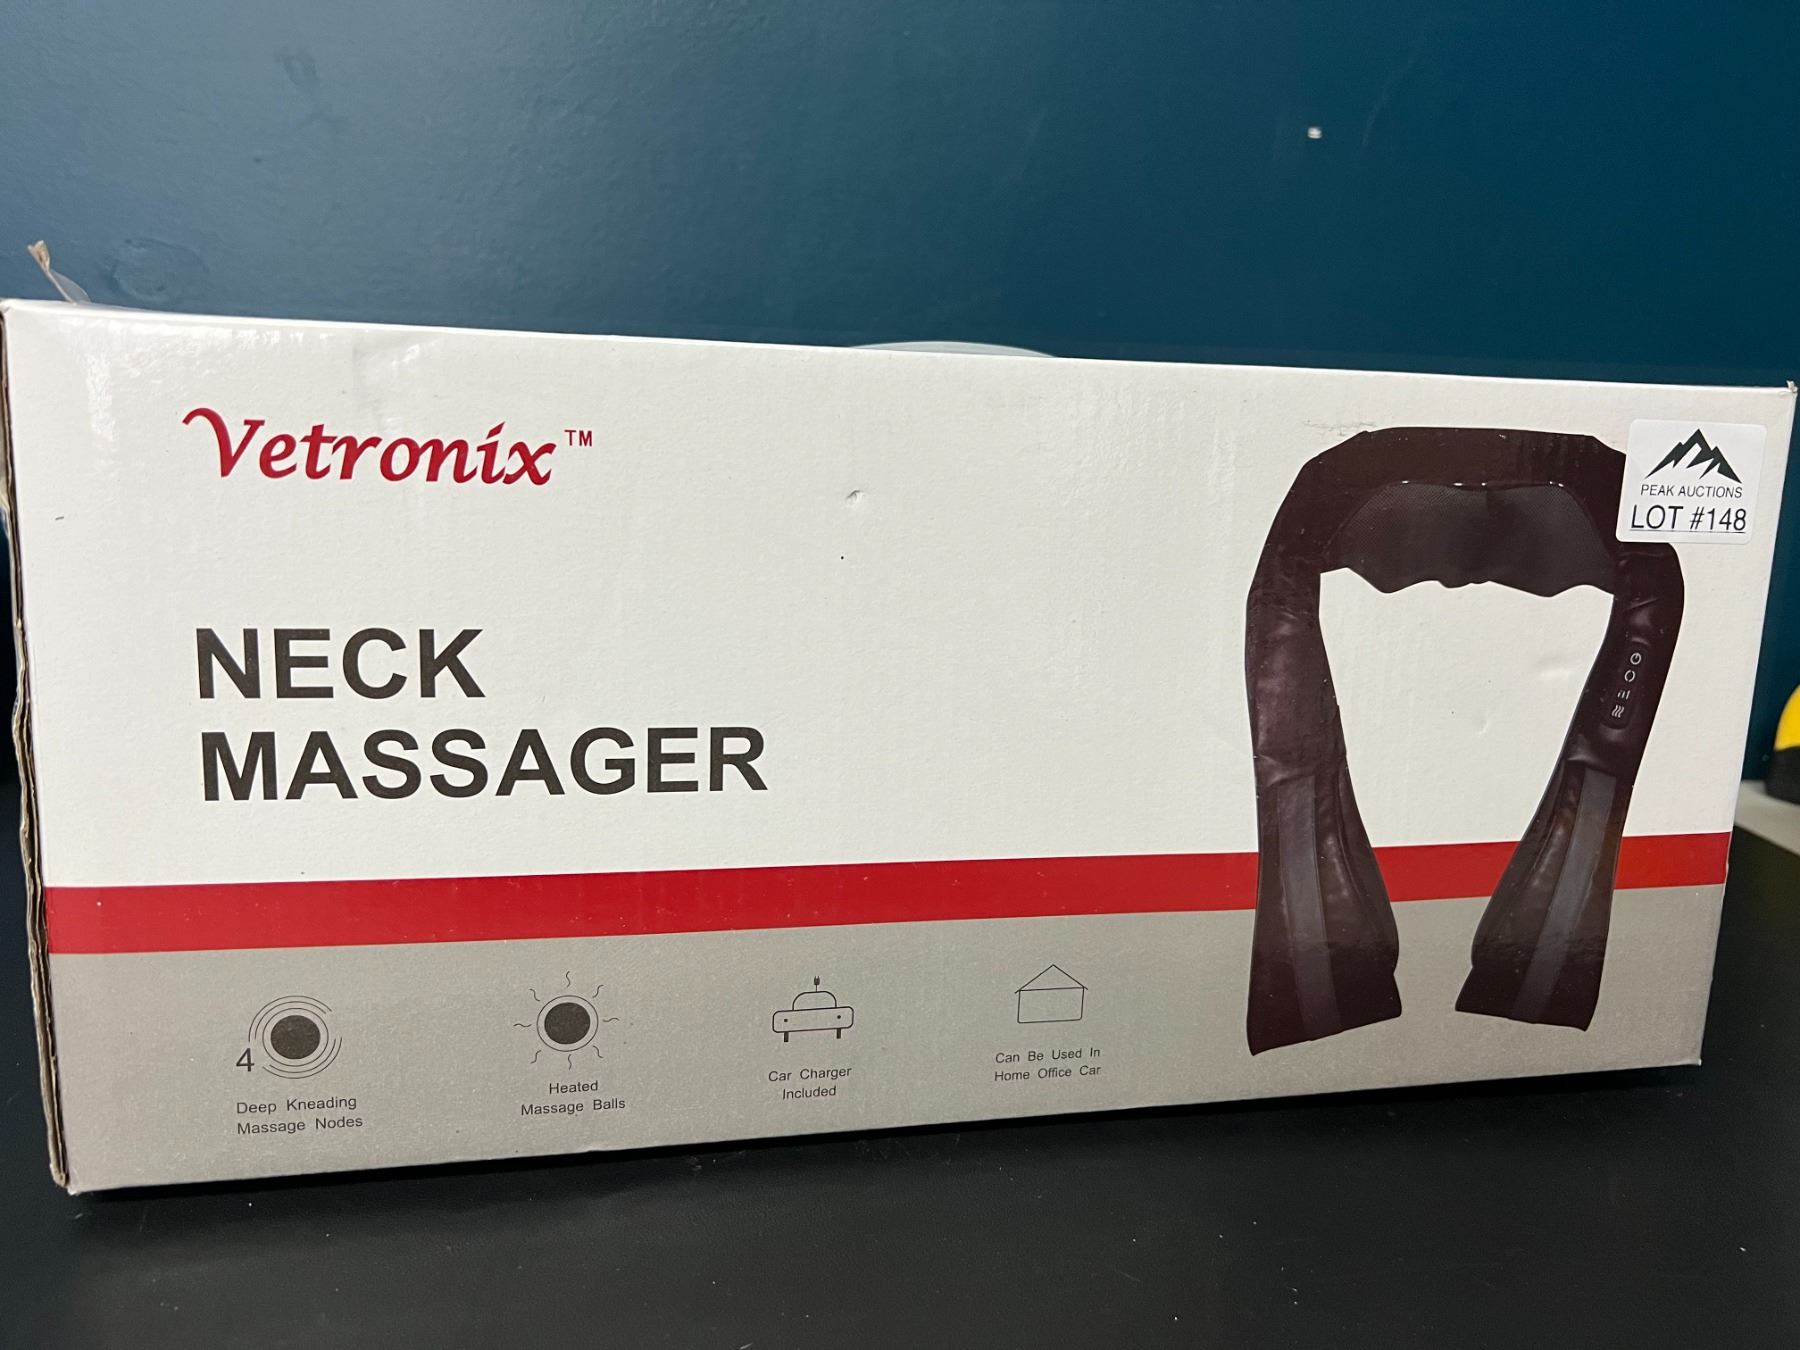 Vetronix™
PEAK AUCTIONS
LOT #148
NECK
MASSAGER
4
Deep Kneading
Massage Nodes
Heated
Massage Balls
Car Charger
Included
Can Be Used In
Home Office Car